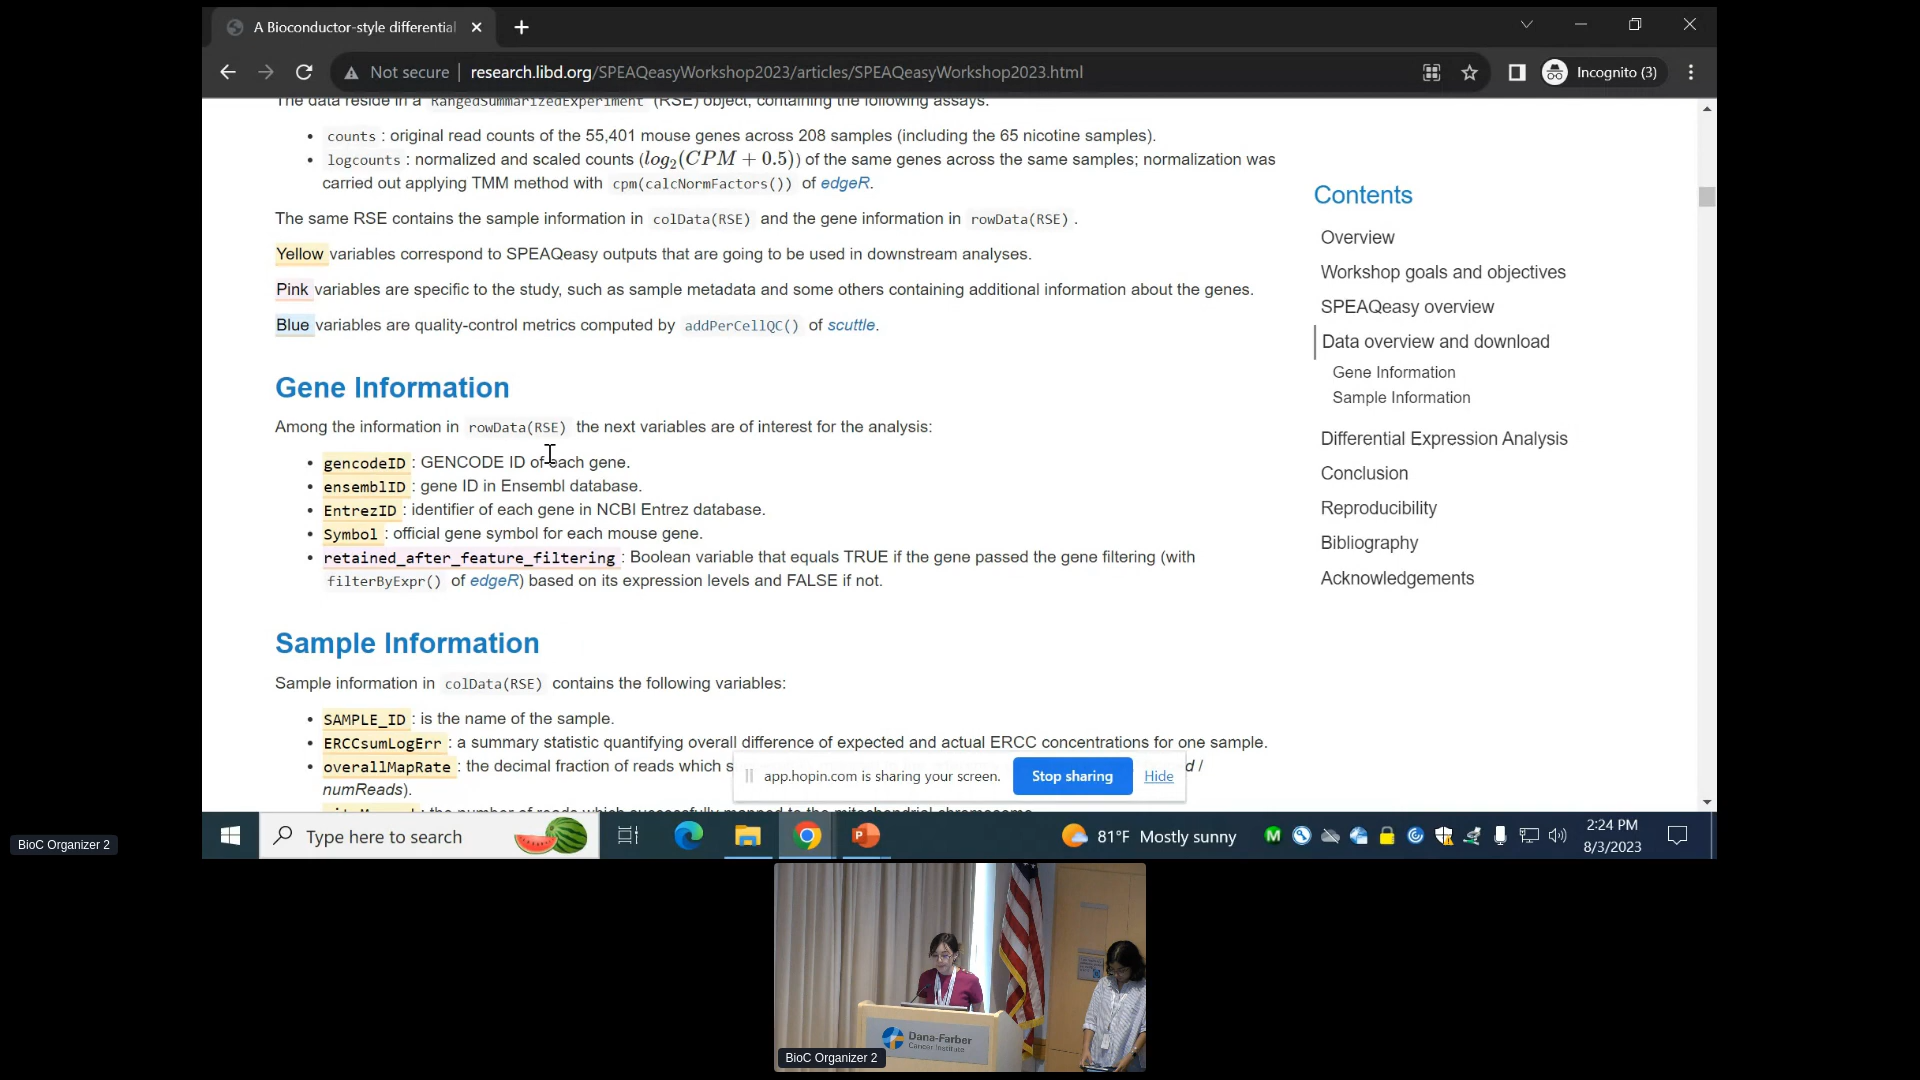 A Bioconductor-style differential
Not secure
research.libd.org/SPEAQeasyWorkshop2023/articles/SPEAQeasyWorkshop2023.html
Incognito (3)
The data reside in a RangedSummarizedExperiment (RSE) object, containing the following assays:
counts : original read counts of the 55,401 mouse genes across 208 samples (including the 65 nicotine samples).
logcounts : normalized and scaled counts (log2(CPM + 0.5)) of the same genes across the same samples; normalization was
carried out applying TMM method with cpm(calcNormFactors()) of edgeR.
The same RSE contains the sample information in colData(RSE) and the gene information in rowData(RSE) .
Yellow variables correspond to SPEAQeasy outputs that are going to be used in downstream analyses.
Pink variables are specific to the study, such as sample metadata and some others containing additional information about the genes.
Blue variables are quality-control metrics computed by addPerCellQC() of scuttle.
Gene Information
Among the information in rowData(RSE) the next variables are of interest for the analysis:
gencodeID : GENCODE ID of each gene.
ensemblID : gene ID in Ensembl database.
EntrezID : identifier of each gene in NCBI Entrez database.
Symbol : official gene symbol for each mouse gene.
retained_after_feature_filtering : Boolean variable that equals TRUE if the gene passed the gene filtering (with
filterByExpr() of edgeR) based on its expression levels and FALSE if not.
Sample Information
Sample information in colData(RSE) contains the following variables:
SAMPLE_ID : is the name of the sample.
ERCCsumLogErr : a summary statistic quantifying overall difference of expected and actual ERCC concentrations for one sample.
overallMapRate : the decimal fraction of reads which
numReads).
Contents
Overview
Workshop goals and objectives
SPEAQeasy overview
Data overview and download
Gene Information
Sample Information
Differential Expression Analysis
Conclusion
Reproducibility
Bibliography
Acknowledgements
app.hopin.com is sharing your screen.
Stop sharing
Hide
Type here to search
81°F Mostly sunny
2:24 PM
8/3/2023
BioC Organizer 2
Dana-Farber
Cancer Institute
BioC Organizer 2